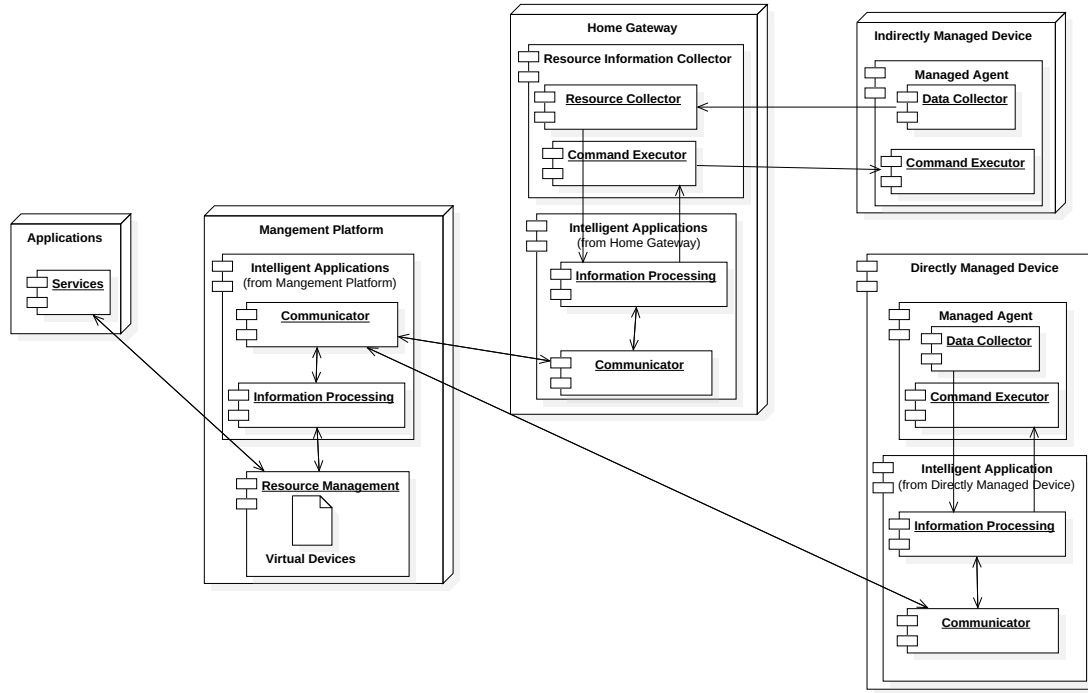 Home Gateway
Resource Information Collector
Resource Collector
Command Executor
Intelligent Applications
(from Home Gateway)
Information Processing
Communicator
Indirectly Managed Device
Managed Agent
Data Collector
Command Executor
Applications
Services
Mangement Platform
Intelligent Applications
(from Mangement Platform)
Communicator
Information Processing
Resource Management
Virtual Devices
Directly Managed Device
Managed Agent
Data Collector
Command Executor
Intelligent Application
(from Directly Managed Device)
Information Processing
Communicator